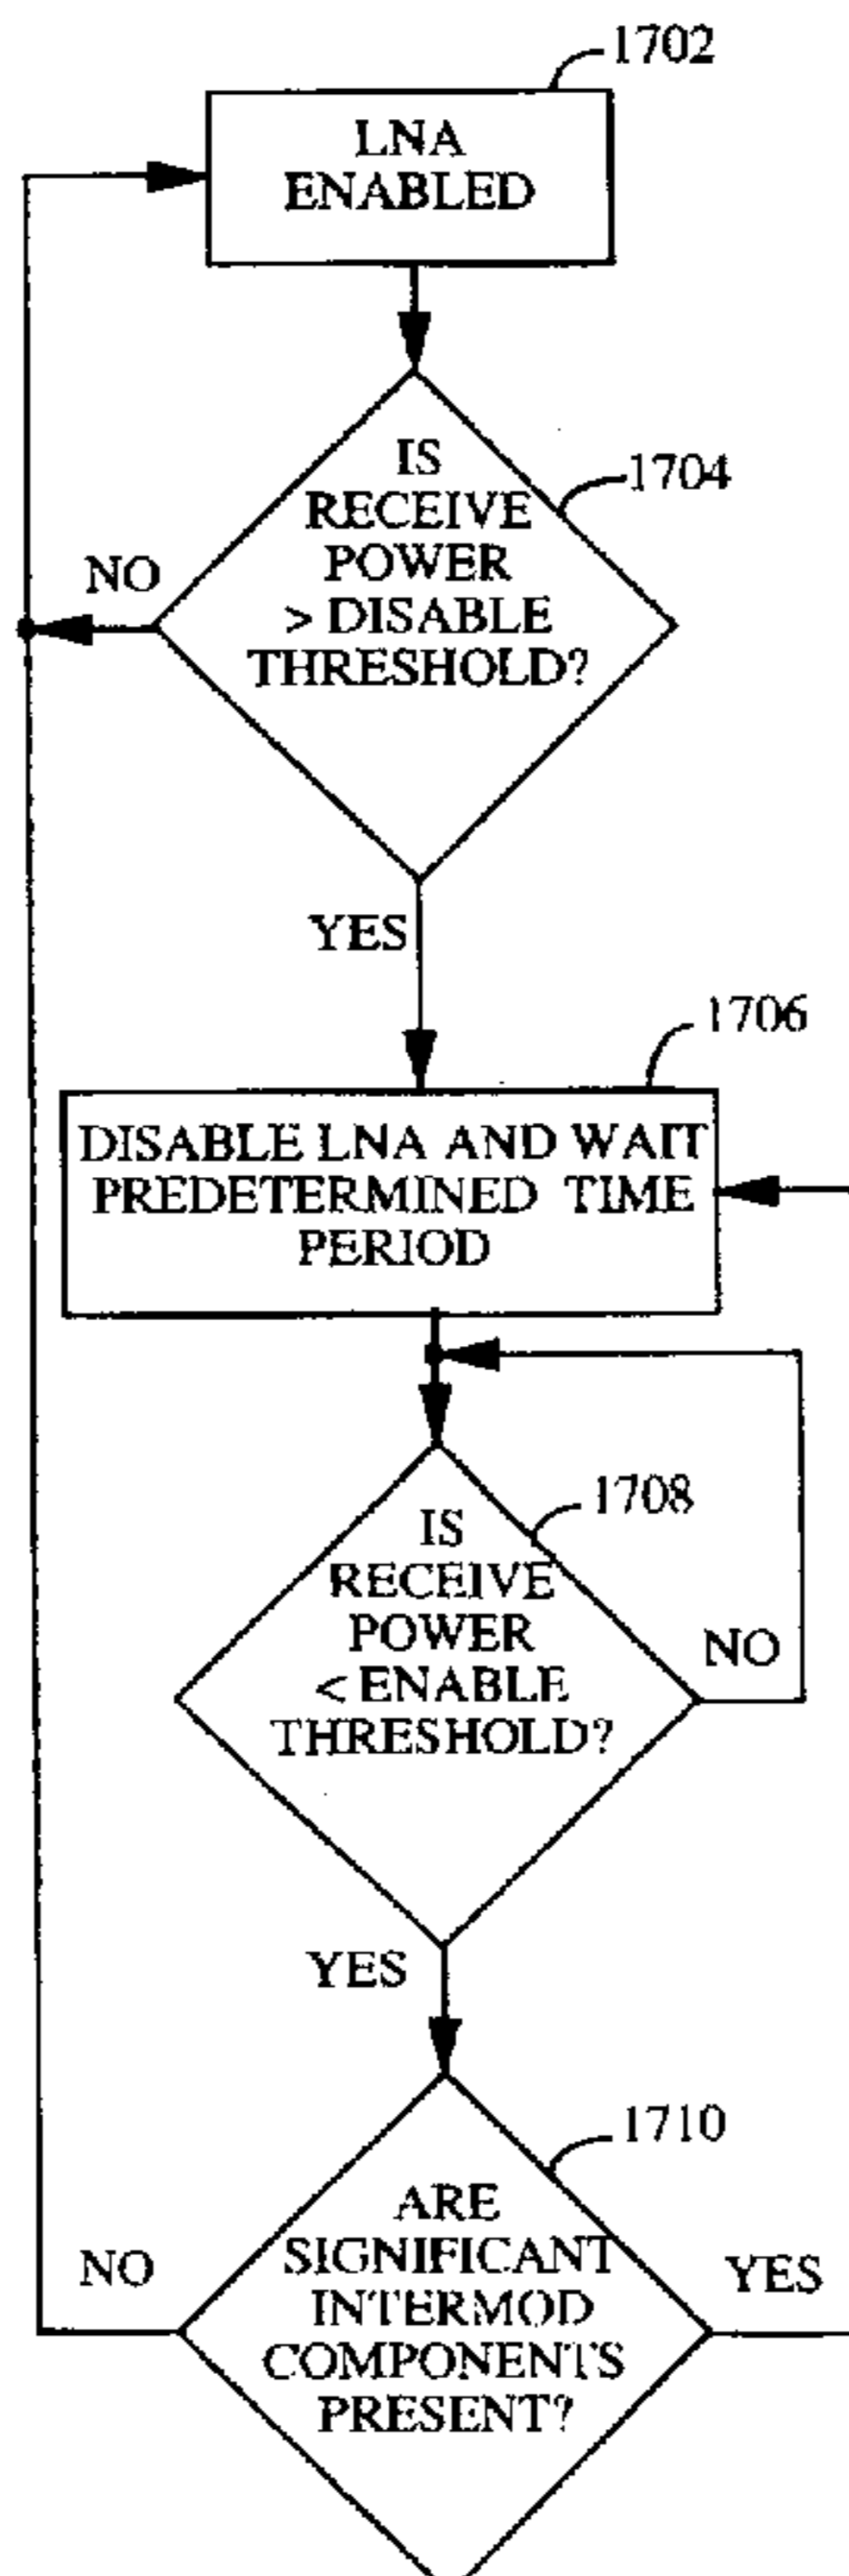 1702
LNA
ENABLED
IS
RECEIVE
POWER
> DISABLE
THRESHOLD?
1704
NO
YES
1706
DISABLE LNA AND WAIT
PREDETERMINED TIME
PERIOD
IS
RECEIVE
POWER
< ENABLE
THRESHOLD?
1708
NO
YES
1710
ARE
SIGNIFICANT
INTERMOD
COMPONENTS
PRESENT?
NO
YES